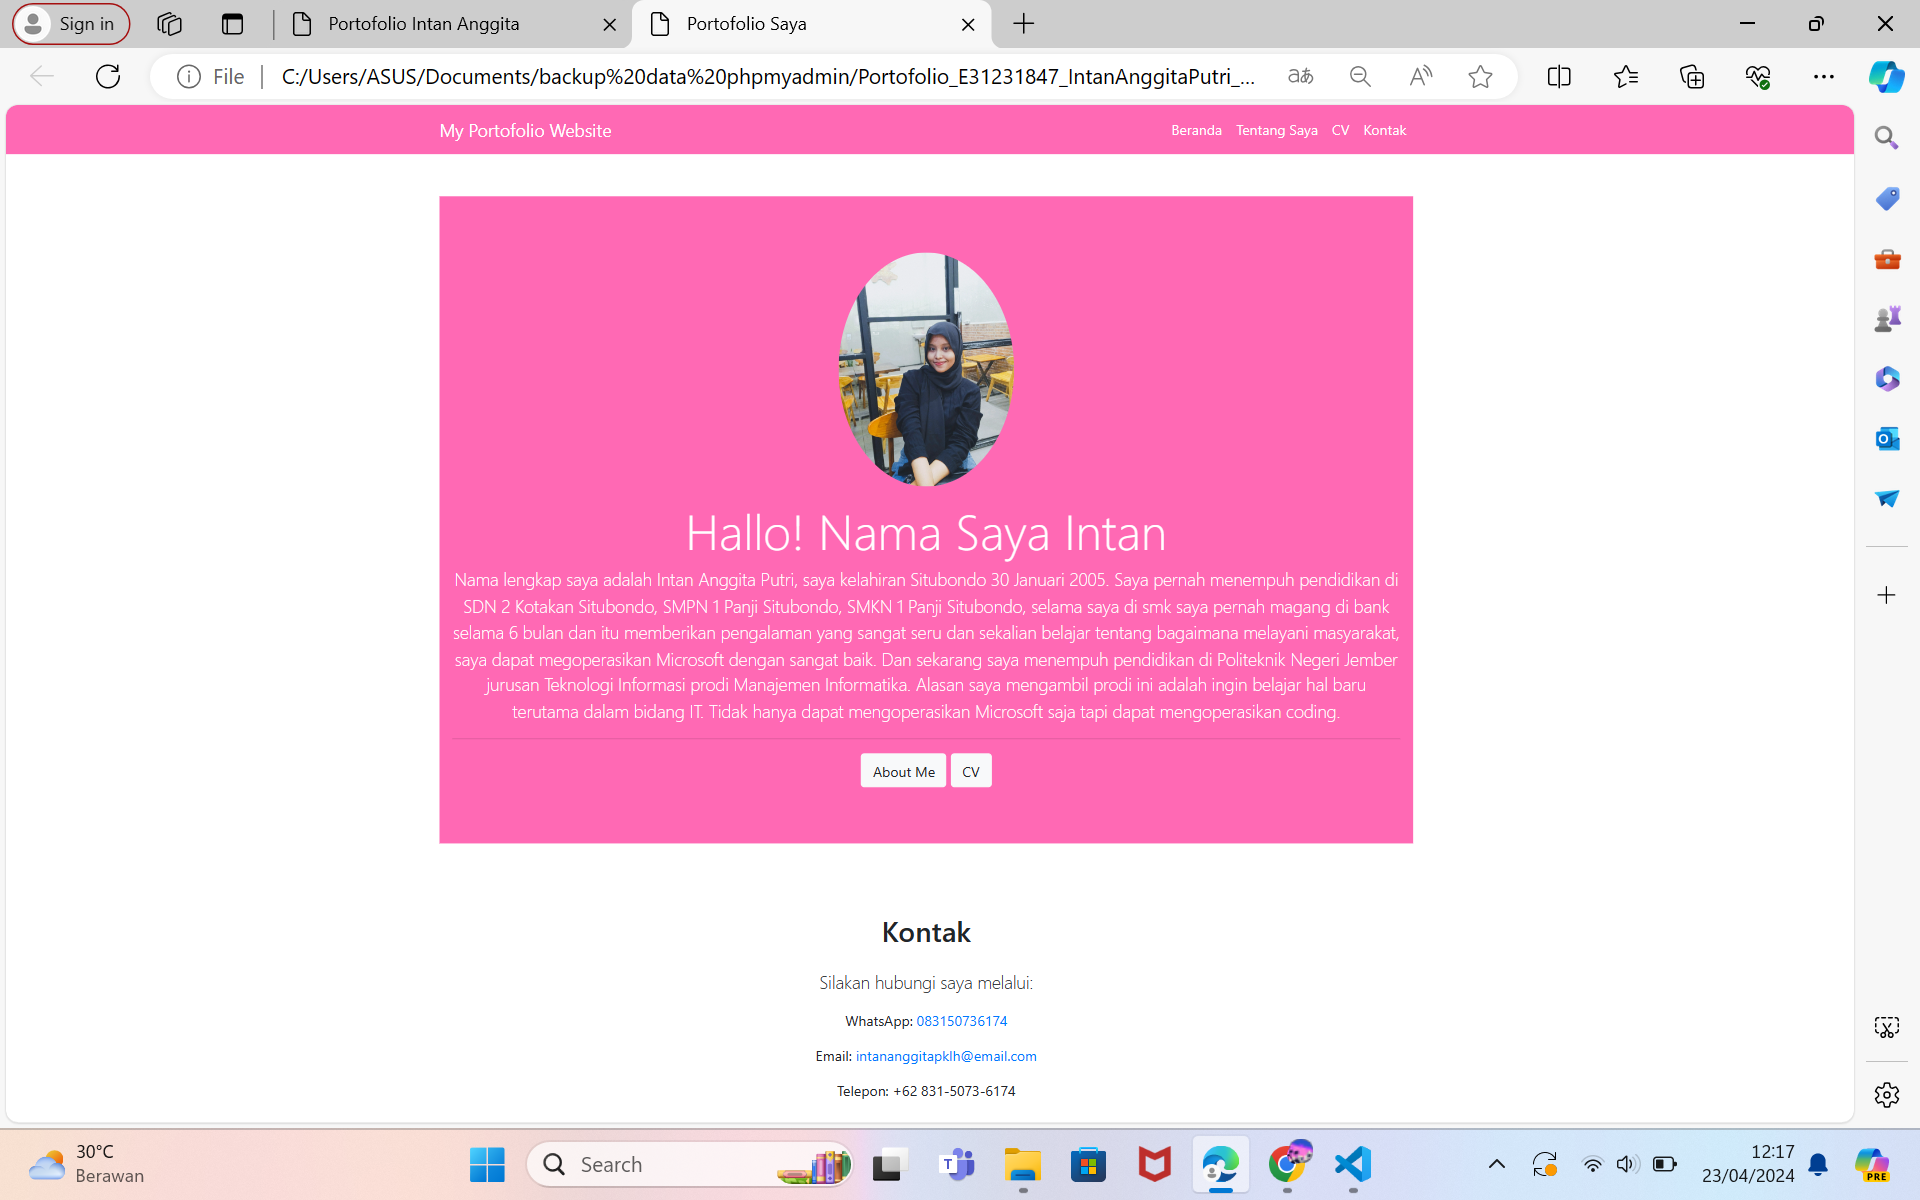 Sign in
Portofolio Intan Anggita
Portofolio Saya
File
C:/Users/ASUS/Documents/backup%20data%20phpmyadmin/Portofolio_E31231847_IntanAnggitaPutri_...
My Portofolio Website
Beranda Tentang Saya CV Kontak
Hallo! Nama Saya Intan
Nama lengkap saya adalah Intan Anggita Putri, saya kelahiran Situbondo 30 Januari 2005. Saya pernah menempuh pendidikan di
SDN 2 Kotakan Situbondo, SMPN 1 Panji Situbondo, SMKN 1 Panji Situbondo, selama saya di smk saya pernah magang di bank
selama 6 bulan dan itu memberikan pengalaman yang sangat seru dan sekalian belajar tentang bagaimana melayani masyarakat,
saya dapat megoperasikan Microsoft dengan sangat baik. Dan sekarang saya menempuh pendidikan di Politeknik Negeri Jember
jurusan Teknologi Informasi prodi Manajemen Informatika. Alasan saya mengambil prodi ini adalah ingin belajar hal baru
terutama dalam bidang IT. Tidak hanya dapat mengoperasikan Microsoft saja tapi dapat mengoperasikan coding.
About Me CV
Kontak
Silakan hubungi saya melalui:
WhatsApp: 083150736174
Email: intananggitapklh@email.com
Telepon: +62 831-5073-6174
30°C
Berawan
Search
12:17
23/04/2024
PRE